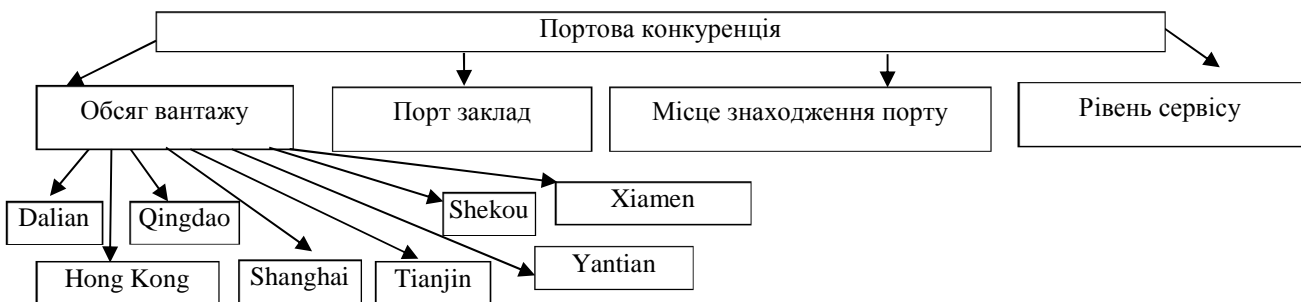 Портова конкуренція
Обсяг вантажу
Порт заклад
Місце знаходження порту
Рівень сервісу
Dalian
Qingdao
Shekou
Xiamen
Hong Kong
Shanghai
Tianjin
Yantian